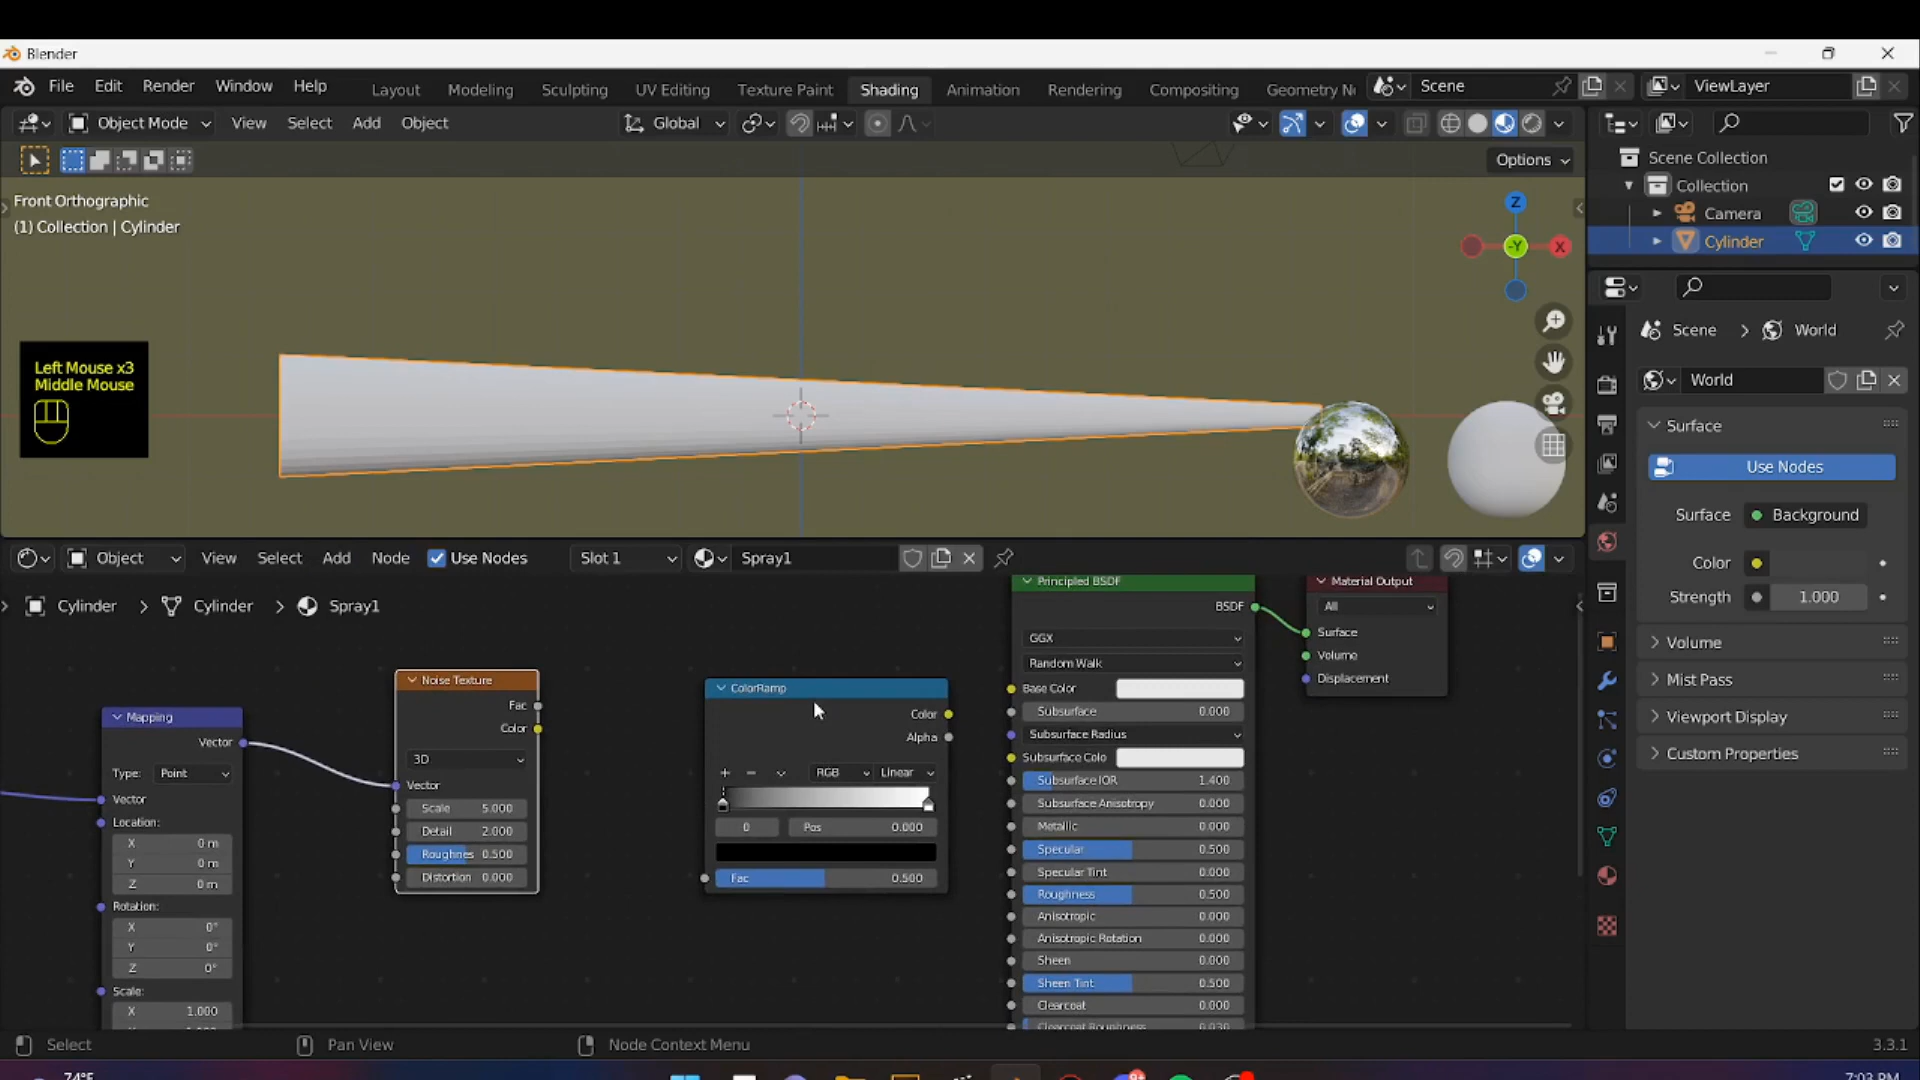 Blender
File Edit Render Window Help Layout Modeling Sculpting UV Editing Texture Paint Shading Animation Rendering Compositing Geometry N Scene ViewLayer
Object Mode View Select Add Object Global
Options
Scene Collection
Collection
Camera
Cylinder
Front Orthographic
(1) Collection | Cylinder
Z
-Y
X
Left Mouse x3
Middle Mouse
Scene > World
World
Surface
Use Nodes
Surface Background
Color
Strength 1.000
Volume
Mist Pass
Viewport Display
Custom Properties
Object View Select Add Node Use Nodes Slot 1 Spray1
Cylinder > Cylinder > Spray1
Mapping
Vector
Type: Point
Vector
Location:
X 0 m
Y 0 m
Z 0 m
Rotation:
X 0°
Y 0°
Z 0°
Scale:
X 1.000
Noise Texture
Fac
Color
3D
Vector
Scale 5.000
Detail 2.000
Roughnes 0.500
Distortion 0.000
ColorRamp
Color
Alpha
RGB Linear
0 Pos 0.000
Fac 0.500
Principled BSDF
BSDF
GGX
Random Walk
Base Color
Subsurface 0.000
Subsurface Radius
Subsurface Colo
Subsurface IOR 1.400
Subsurface Anisotropy 0.000
Metallic 0.000
Specular 0.500
Specular Tint 0.000
Roughness 0.500
Anisotropic 0.000
Anisotropic Rotation 0.000
Sheen 0.000
Sheen Tint 0.500
Clearcoat 0.000
Clearcoat Roughness 0.030
Material Output
All
Surface
Volume
Displacement
Select Pan View Node Context Menu 3.3.1
74°F 7:03 PM